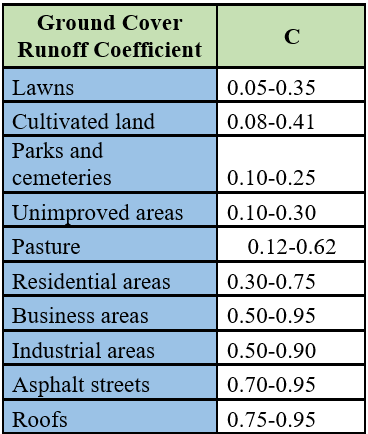 Ground Cover
Runoff Coefficient
C
Lawns
0.05-0.35
Cultivated land
0.08-0.41
Parks and
cemeteries
0.10-0.25
Unimproved areas
0.10-0.30
Pasture
0.12-0.62
Residential areas
0.30-0.75
Business areas
0.50-0.95
Industrial areas
0.50-0.90
Asphalt streets
0.70-0.95
Roofs
0.75-0.95